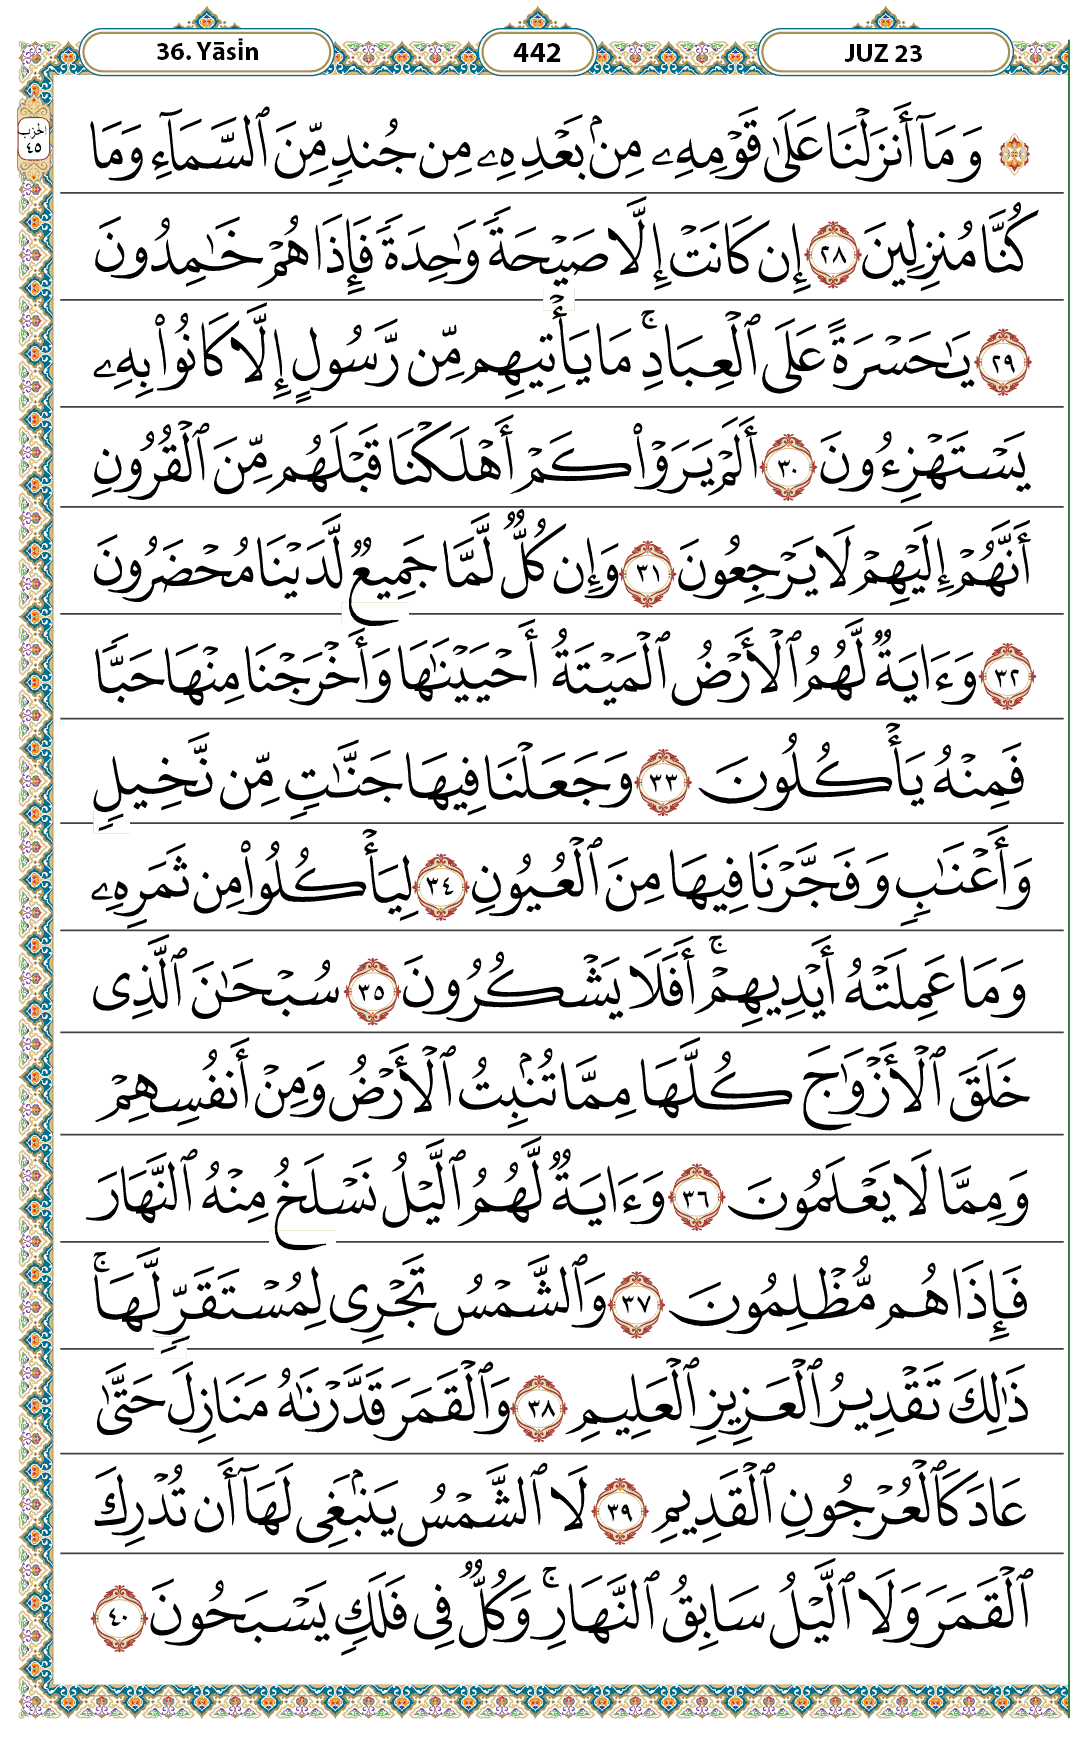 36. Yāsin
442
JUZ 23
الحزب
٤٥
۞ وَمَآ أَنزَلْنَا عَلَىٰ قَوْمِهِۦ مِنۢ بَعْدِهِۦ مِن جُندٍ مِّنَ ٱلسَّمَآءِ وَمَا
كُنَّا مُنزِلِينَ ٢٨ إِن كَانَتْ إِلَّا صَيْحَةً وَٰحِدَةً فَإِذَا هُمْ خَـٰمِدُونَ
٢٩ يَـٰحَسْرَةً عَلَى ٱلْعِبَادِ ۚ مَا يَأْتِيهِم مِّن رَّسُولٍ إِلَّا كَانُوا۟ بِهِۦ
يَسْتَهْزِءُونَ ٣٠ أَلَمْ يَرَوْا۟ كَمْ أَهْلَكْنَا قَبْلَهُم مِّنَ ٱلْقُرُونِ
أَنَّهُمْ إِلَيْهِمْ لَا يَرْجِعُونَ ٣١ وَإِن كُلٌّ لَّمَّا جَمِيعٌ لَّدَيْنَا مُحْضَرُونَ
٣٢ وَءَايَةٌ لَّهُمُ ٱلْأَرْضُ ٱلْمَيْتَةُ أَحْيَيْنَـٰهَا وَأَخْرَجْنَا مِنْهَا حَبًّا
فَمِنْهُ يَأْكُلُونَ ٣٣ وَجَعَلْنَا فِيهَا جَنَّـٰتٍ مِّن نَّخِيلٍ
وَأَعْنَـٰبٍ وَفَجَّرْنَا فِيهَا مِنَ ٱلْعُيُونِ ٣٤ لِيَأْكُلُوا۟ مِن ثَمَرِهِۦ
وَمَا عَمِلَتْهُ أَيْدِيهِمْ ۚ أَفَلَا يَشْكُرُونَ ٣٥ سُبْحَـٰنَ ٱلَّذِى
خَلَقَ ٱلْأَزْوَٰجَ كُلَّهَا مِمَّا تُنۢبِتُ ٱلْأَرْضُ وَمِنْ أَنفُسِهِمْ
وَمِمَّا لَا يَعْلَمُونَ ٣٦ وَءَايَةٌ لَّهُمُ ٱلَّيْلُ نَسْلَخُ مِنْهُ ٱلنَّهَارَ
فَإِذَا هُم مُّظْلِمُونَ ٣٧ وَٱلشَّمْسُ تَجْرِى لِمُسْتَقَرٍّ لَّهَا ۚ
ذَٰلِكَ تَقْدِيرُ ٱلْعَزِيزِ ٱلْعَلِيمِ ٣٨ وَٱلْقَمَرَ قَدَّرْنَـٰهُ مَنَازِلَ حَتَّىٰ
عَادَ كَٱلْعُرْجُونِ ٱلْقَدِيمِ ٣٩ لَا ٱلشَّمْسُ يَنۢبَغِى لَهَآ أَن تُدْرِكَ
ٱلْقَمَرَ وَلَا ٱلَّيْلُ سَابِقُ ٱلنَّهَارِ ۚ وَكُلٌّ فِى فَلَكٍ يَسْبَحُونَ ٤٠